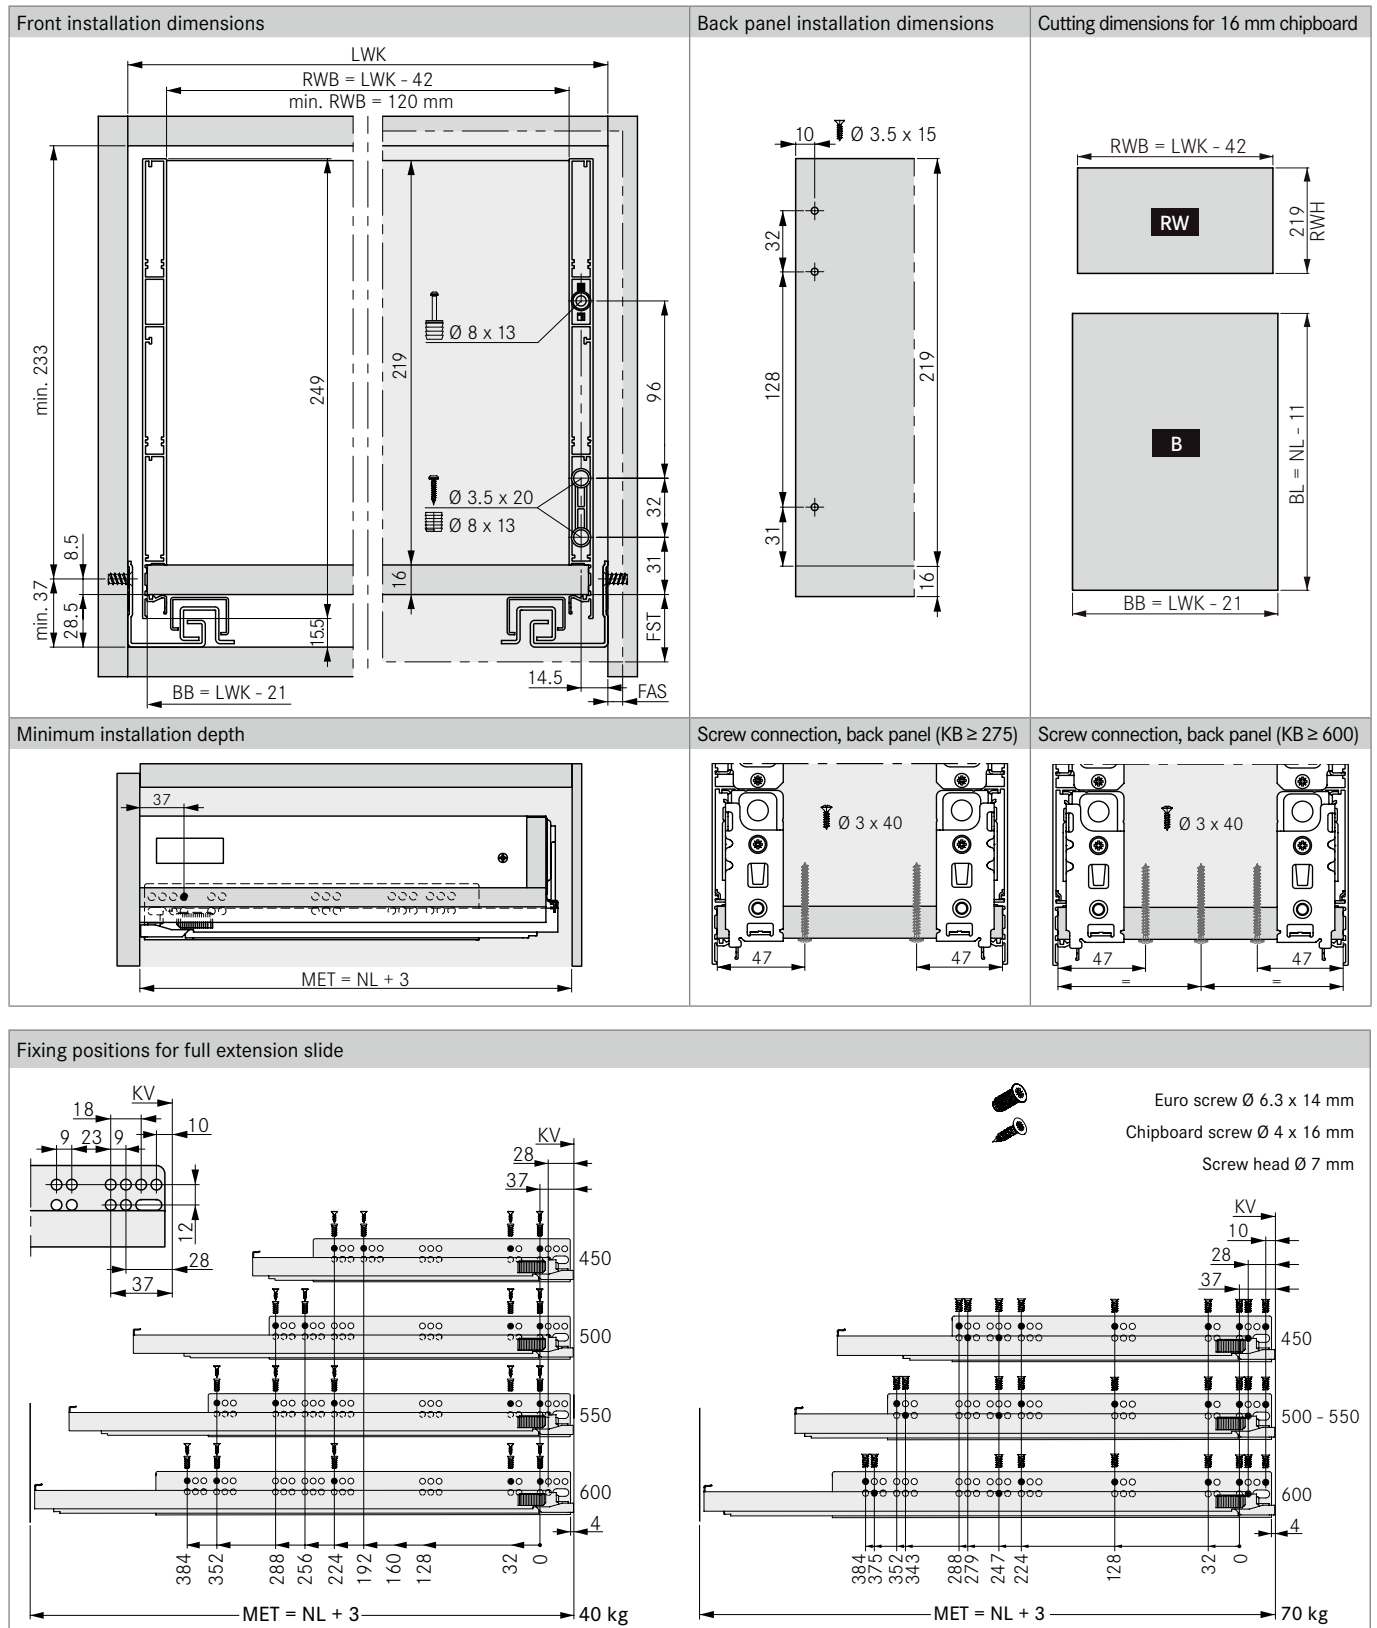 Front installation dimensions
Back panel installation dimensions
Cutting dimensions for 16 mm chipboard
LWK
RWB = LWK - 42
min. RWB = 120 mm
min. 233
249
219
Ø 8 x 13
96
Ø 3.5 x 20
Ø 8 x 13
32
31
8.5
min. 37
28.5
16
15.5
FST
14.5
FAS
BB = LWK - 21
10
Ø 3.5 x 15
32
128
219
31
16
RWB = LWK - 42
RW
219
RWH
B
BL = NL - 11
BB = LWK - 21
Minimum installation depth
Screw connection, back panel (KB ≥ 275)
Screw connection, back panel (KB ≥ 600)
37
MET = NL + 3
Ø 3 x 40
47
47
Ø 3 x 40
47
47
=
=
Fixing positions for full extension slide
KV
18
10
9
23
9
12
28
37
KV
28
37
450
500
550
600
4
384
352
288
256
224
192
160
128
32
0
MET = NL + 3
40 kg
Euro screw Ø 6.3 x 14 mm
Chipboard screw Ø 4 x 16 mm
Screw head Ø 7 mm
KV
10
28
37
450
500 - 550
600
4
384
375
352
343
288
279
247
224
128
32
0
MET = NL + 3
70 kg